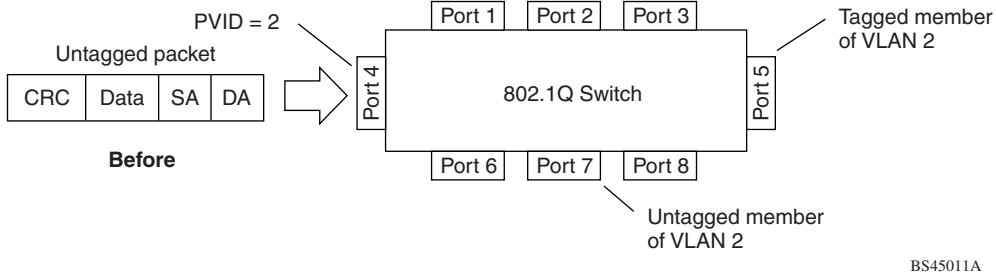 PVID = 2
Port 1
Port 2
Port 3
Tagged member
of VLAN 2
Untagged packet
CRC
Data
SA
DA
Port 4
802.1Q Switch
Port 5
Before
Port 6
Port 7
Port 8
Untagged member
of VLAN 2
BS45011A